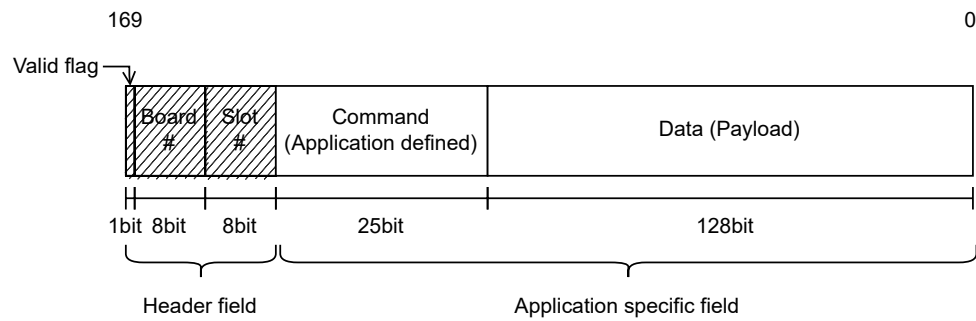 169 0
Valid flag
Board Slot Command
# # (Application defined) Data (Payload)
1bit 8bit 8bit 25bit 128bit
Header field Application specific field